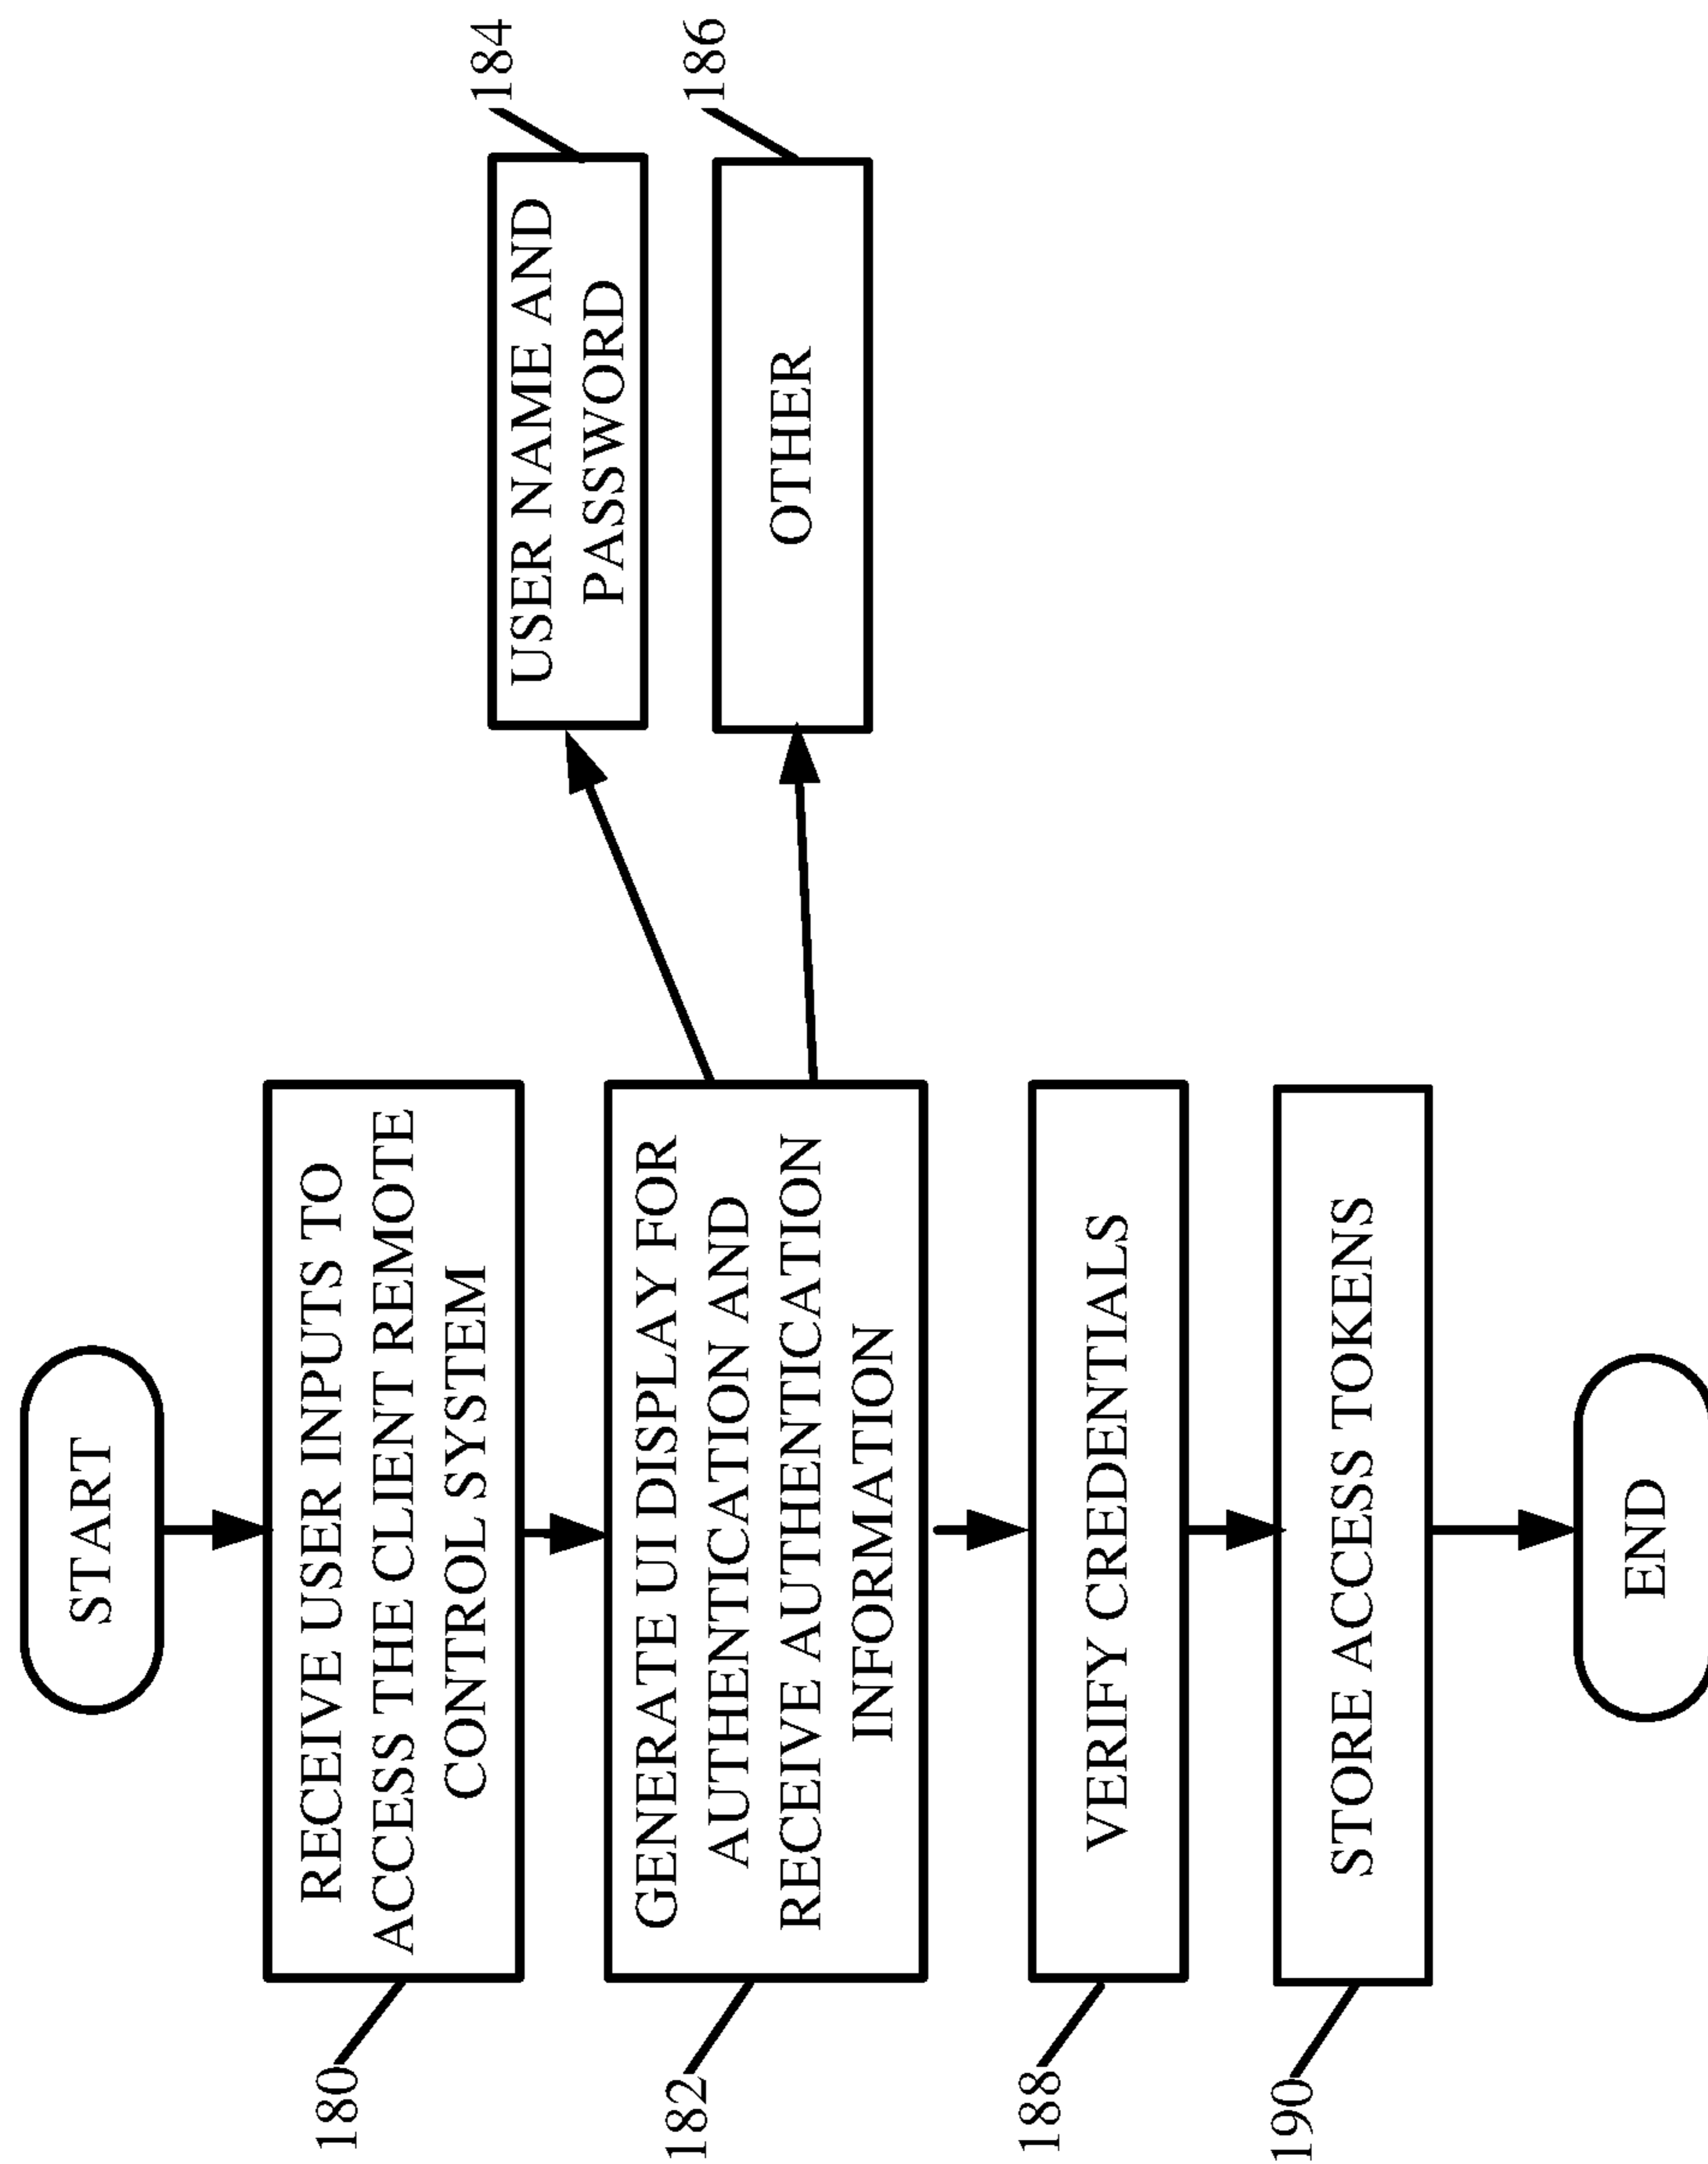 START
180
RECEIVE USER INPUTS TO
ACCESS THE CLIENT REMOTE
CONTROL SYSTEM
182
GENERATE UI DISPLAY FOR
AUTHENTICATION AND
RECEIVE AUTHENTICATION
INFORMATION
184
USER NAME AND
PASSWORD
186
OTHER
188
VERIFY CREDENTIALS
190
STORE ACCESS TOKENS
END